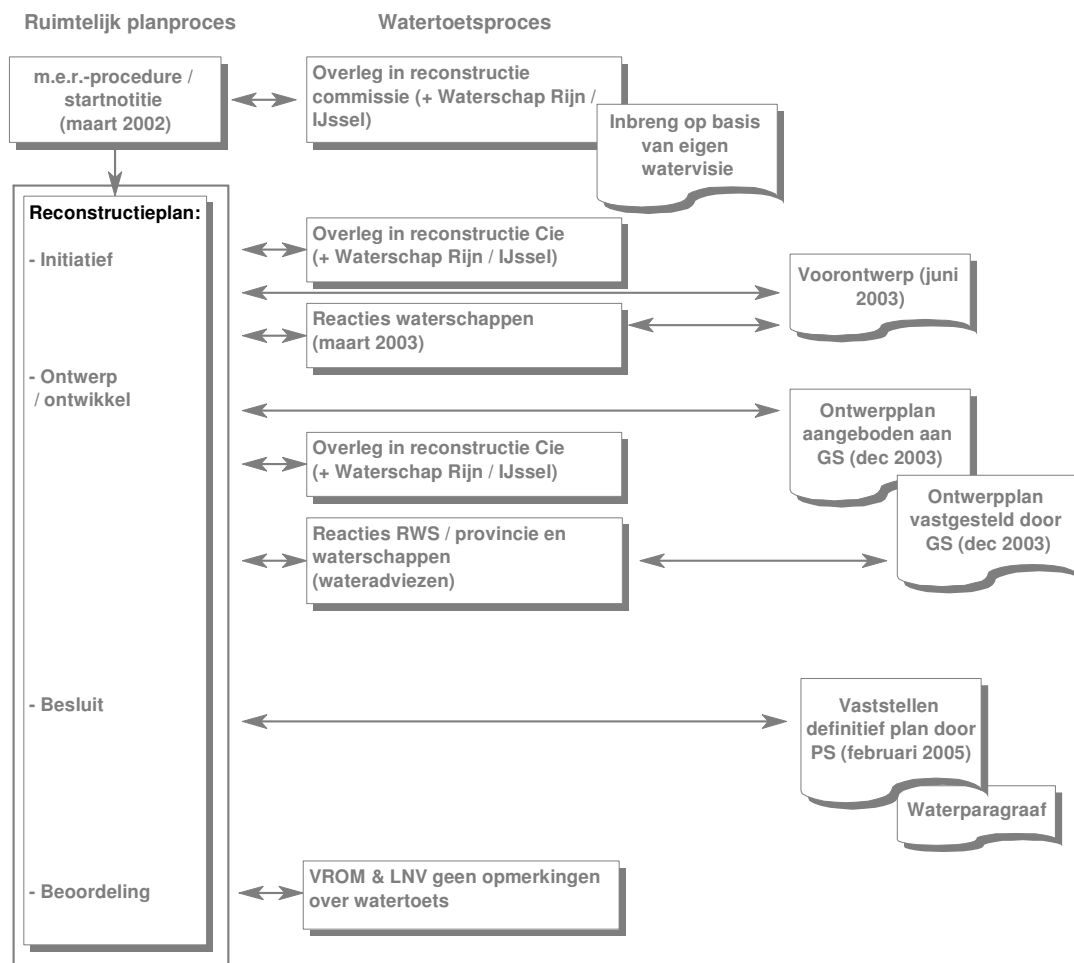 Ruimtelijk planproces
Watertoetsproces
m.e.r.-procedure /
startnotitie
(maart 2002)
Overleg in reconstructie
commissie (+ Waterschap Rijn /
IJssel)
Inbreng op basis
van eigen
watervisie
Reconstructieplan:
- Initiatief
Overleg in reconstructie Cie
(+ Waterschap Rijn / IJssel)
Voorontwerp (juni
2003)
Reacties waterschappen
(maart 2003)
- Ontwerp
/ ontwikkel
Ontwerpplan
aangeboden aan
GS (dec 2003)
Overleg in reconstructie Cie
(+ Waterschap Rijn / IJssel)
Ontwerpplan
vastgesteld door
GS (dec 2003)
Reacties RWS / provincie en
waterschappen
(wateradviezen)
- Besluit
Vaststellen
definitief plan door
PS (februari 2005)
Waterparagraaf
- Beoordeling
VROM & LNV geen opmerkingen
over watertoets